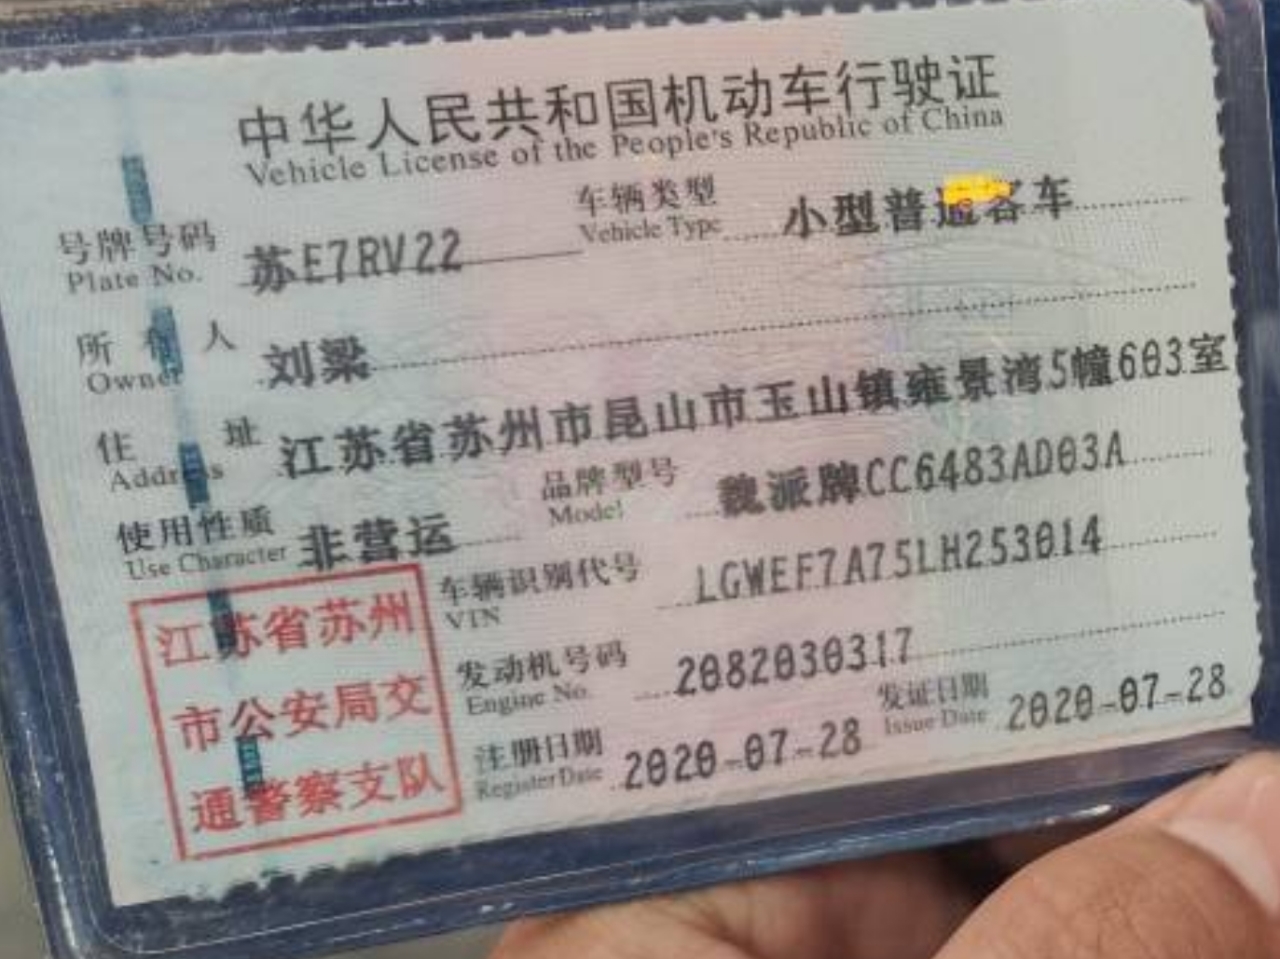 中华人民共和国机动车行驶证
Vehicle License of the People's Republic of China
号牌号码 苏E7RV22 车辆类型 小型普通客车
Plate No. Vehicle Type
所有人 刘梁
Owner
住址 江苏省苏州市昆山市玉山镇雍景湾5幢603室
Address
使用性质 非营运 品牌型号 魏派牌CC6483AD03A
Use Character Model
车辆识别代号 LGWEF7A75LH253014
VIN
发动机号码 2082030317
Engine No.
注册日期 2020-07-28 发证日期 2020-07-28
Register Date Issue Date
江苏省苏州
市公安局交
通警察支队